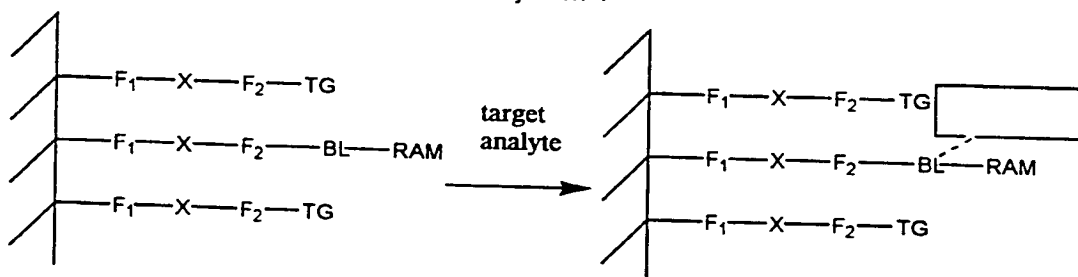 F₁—X—F₂—TG
F₁—X—F₂—BL—RAM
F₁—X—F₂—TG
target
analyte
F₁—X—F₂—TG
F₁—X—F₂—BL—RAM
F₁—X—F₂—TG